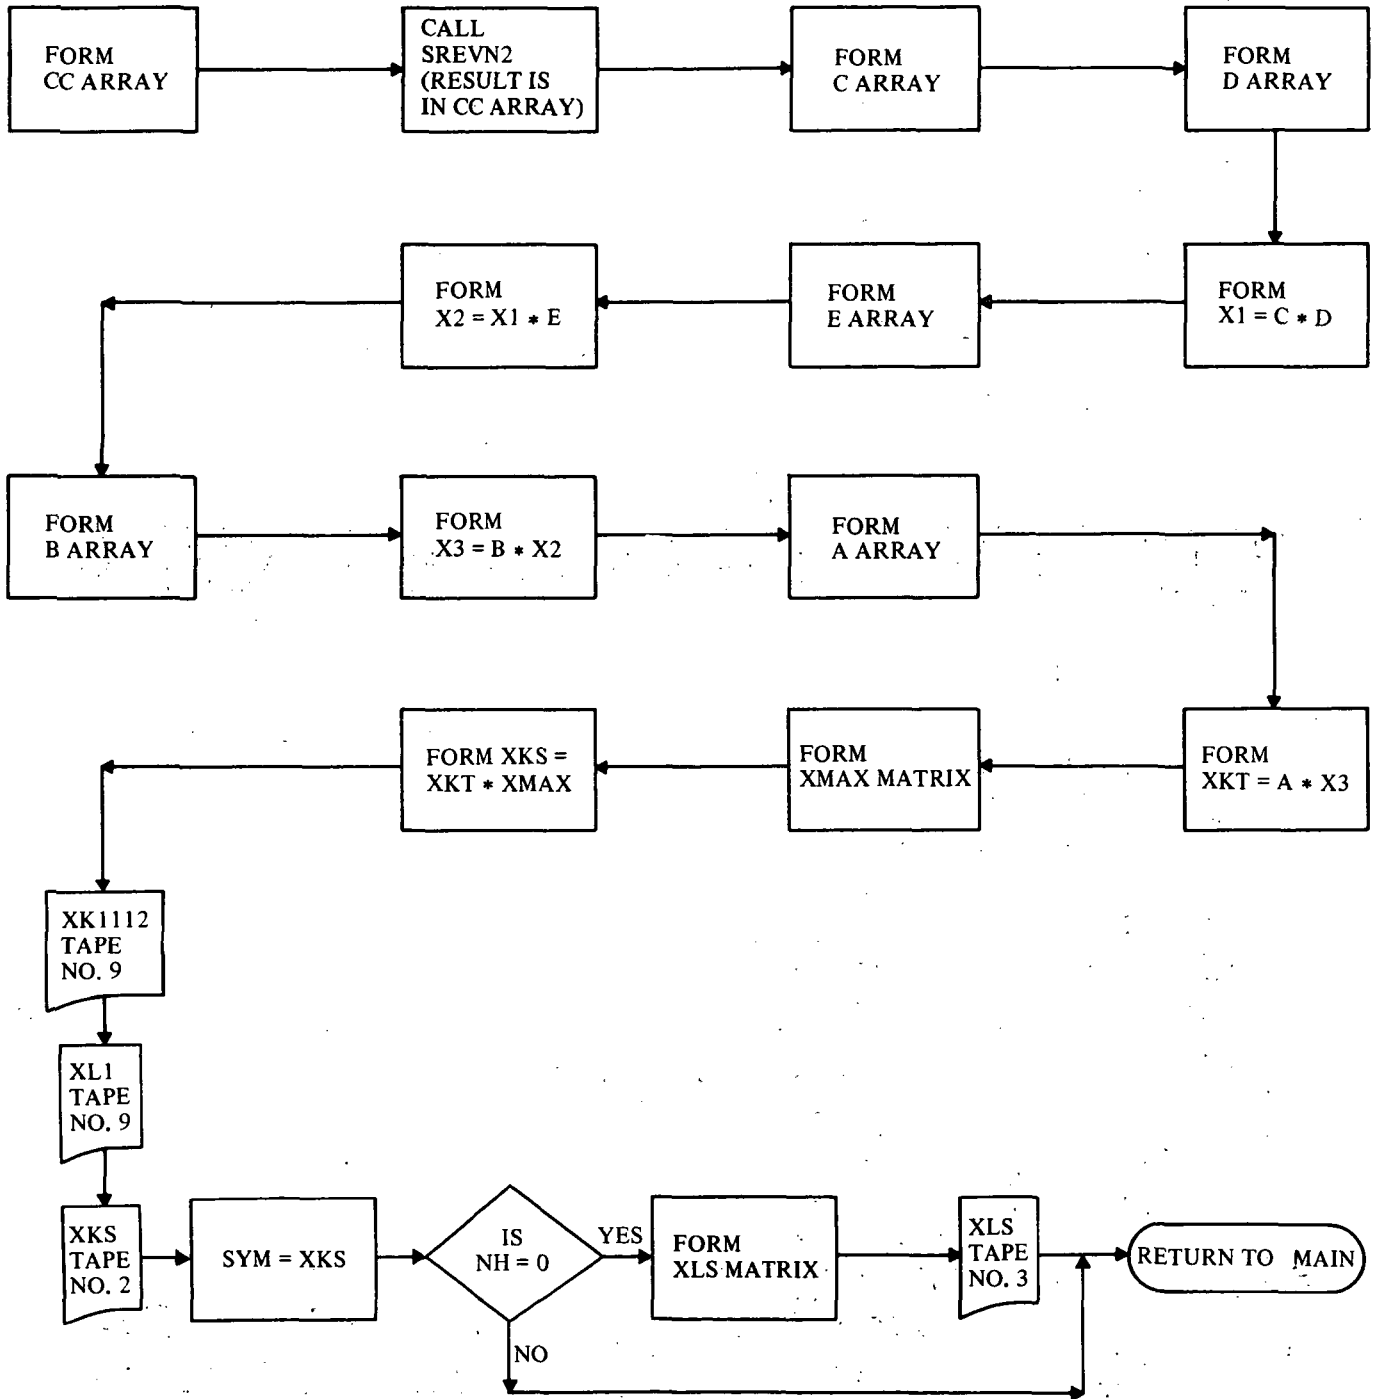 FORM
CC ARRAY
CALL
SREVN2
(RESULT IS
IN CC ARRAY)
FORM
C ARRAY
FORM
D ARRAY
FORM
X2 = X1 * E
FORM
E ARRAY
FORM
X1 = C * D
FORM
B ARRAY
FORM
X3 = B * X2
FORM
A ARRAY
FORM XKS =
XKT * XMAX
FORM
XMAX MATRIX
FORM
XKT = A * X3
XK1112
TAPE
NO. 9
XL1
TAPE
NO. 9
XKS
TAPE
NO. 2
SYM = XKS
IS
NH = 0
YES
NO
FORM
XLS MATRIX
XLS
TAPE
NO. 3
RETURN TO MAIN